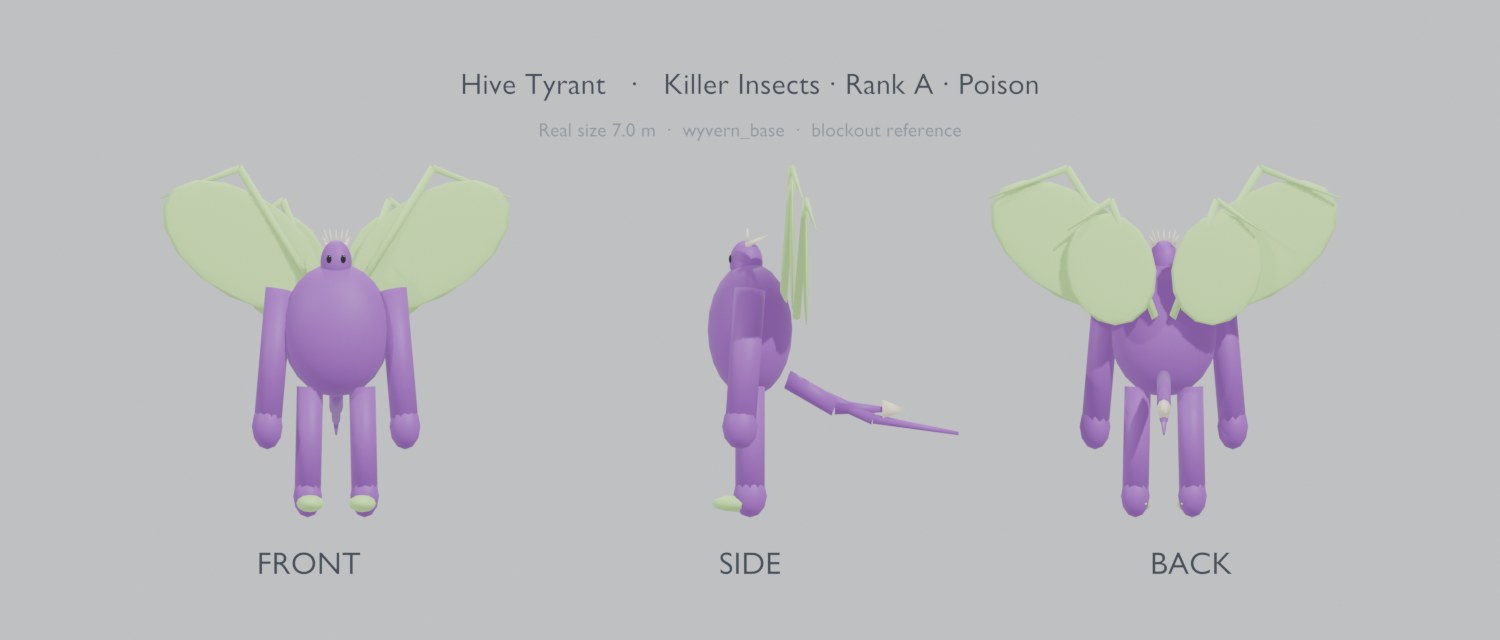 Hive Tyrant · Killer Insects · Rank A · Poison
Real size 7.0 m · wyvern_base · blockout reference
FRONT
SIDE
BACK